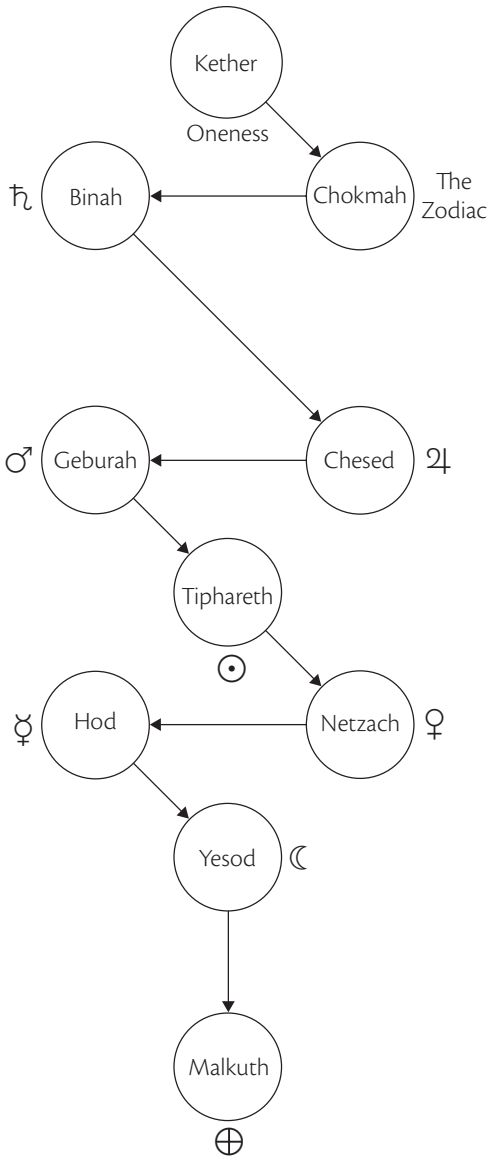 Kether
Oneness
♄ Binah
Chokmah
The
Zodiac
♂ Geburah
Chesed ♃
Tiphareth
☉
☿ Hod
Netzach ♀
Yesod ☾
Malkuth
⊕